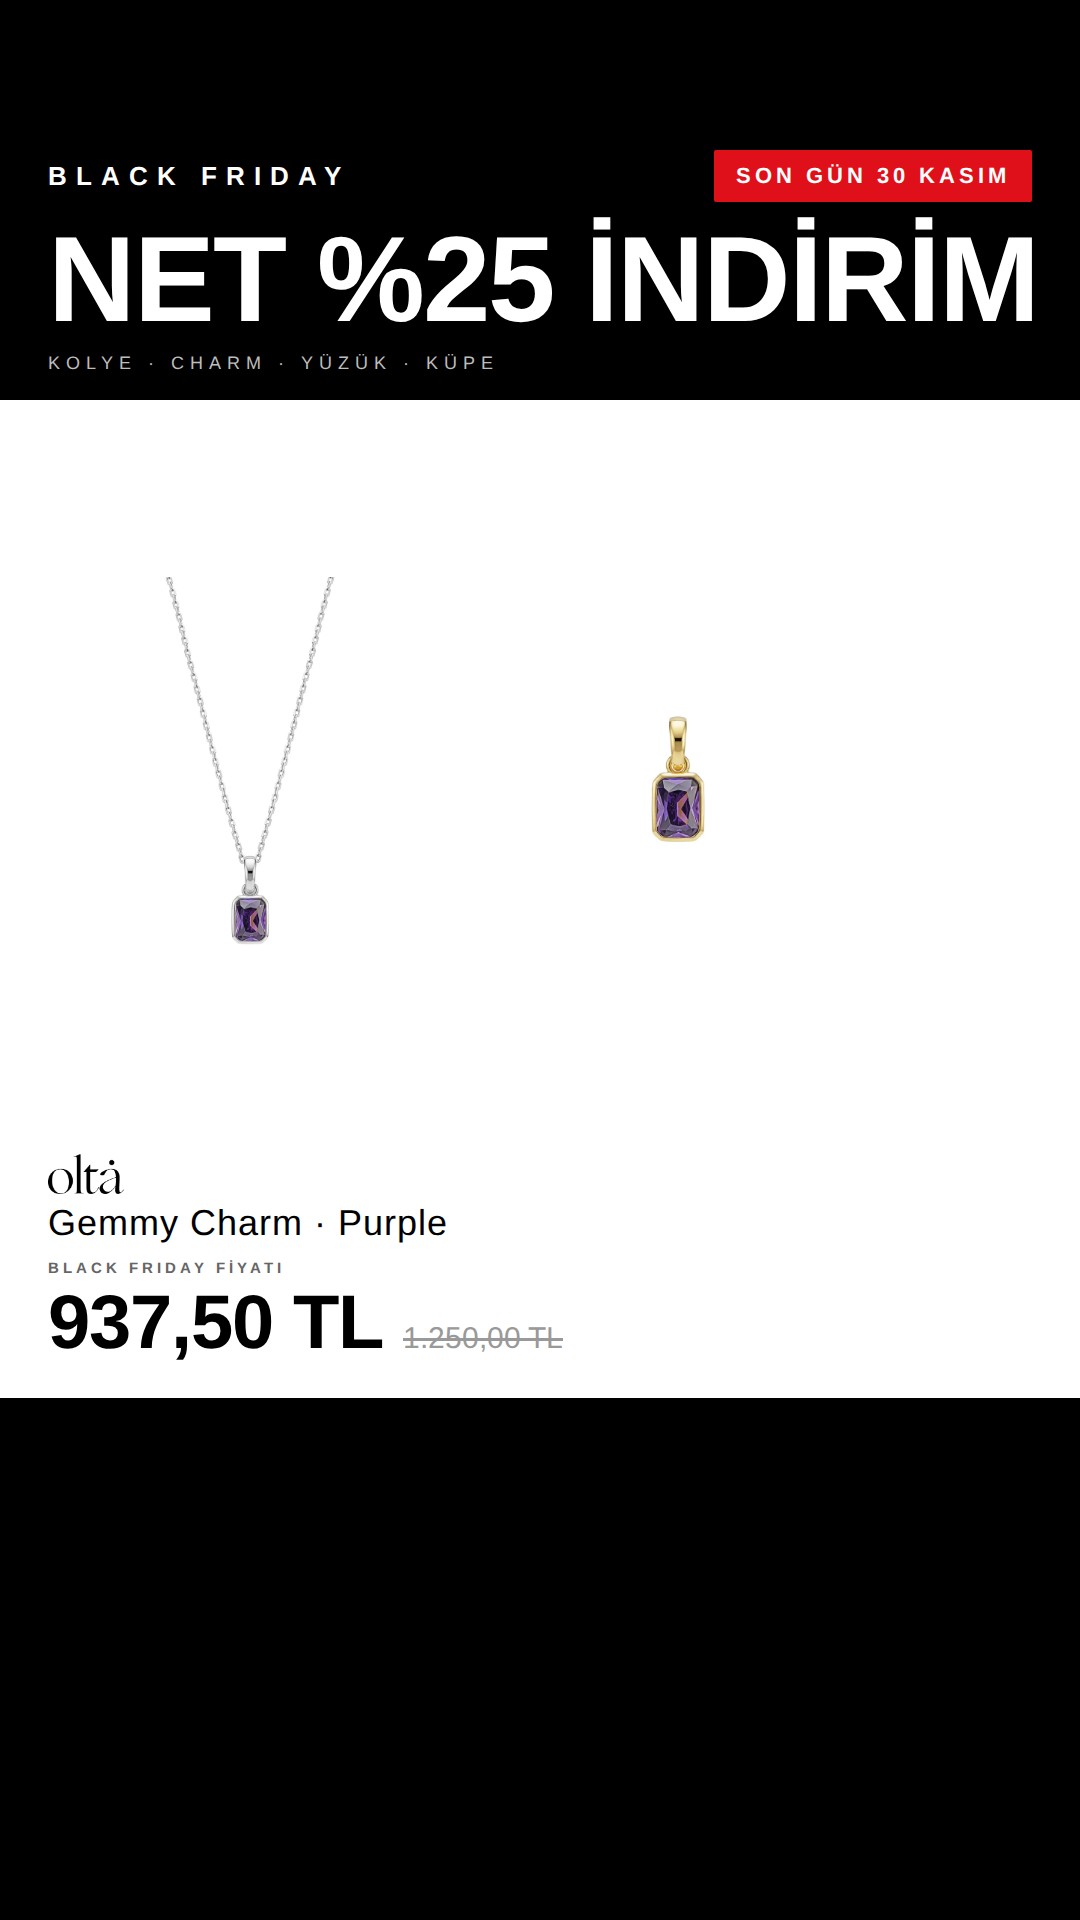 BLACK FRIDAY
SON GÜN 30 KASIM
NET %25 İNDİRİM
KOLYE · CHARM · YÜZÜK · KÜPE
oltȧ
Gemmy Charm · Purple
BLACK FRIDAY FİYATI
937,50 TL 1.250,00 TL